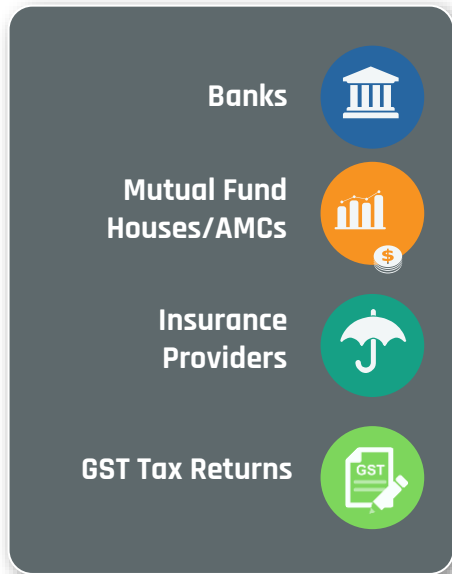 Banks
Mutual Fund
Houses/AMCs
$
Insurance
Providers
GST Tax Returns
GST